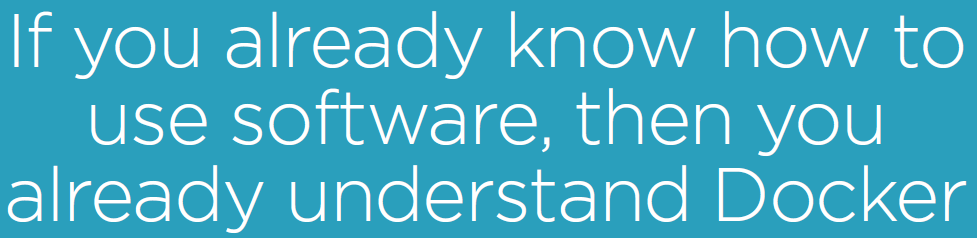 If you already know how to
use software, then you
already understand Docker